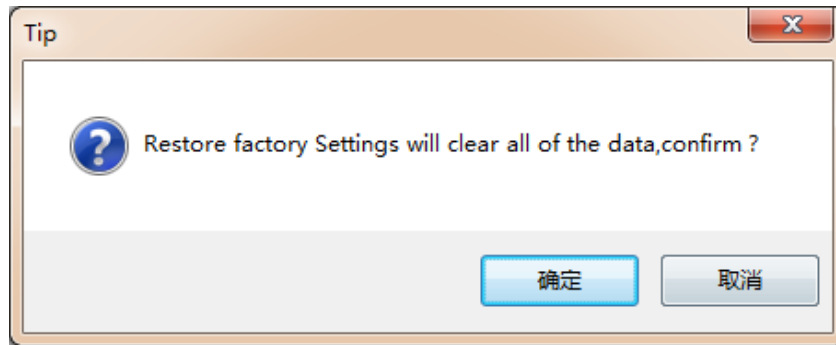 Tip
Restore factory Settings will clear all of the data,confirm ?
确定
取消